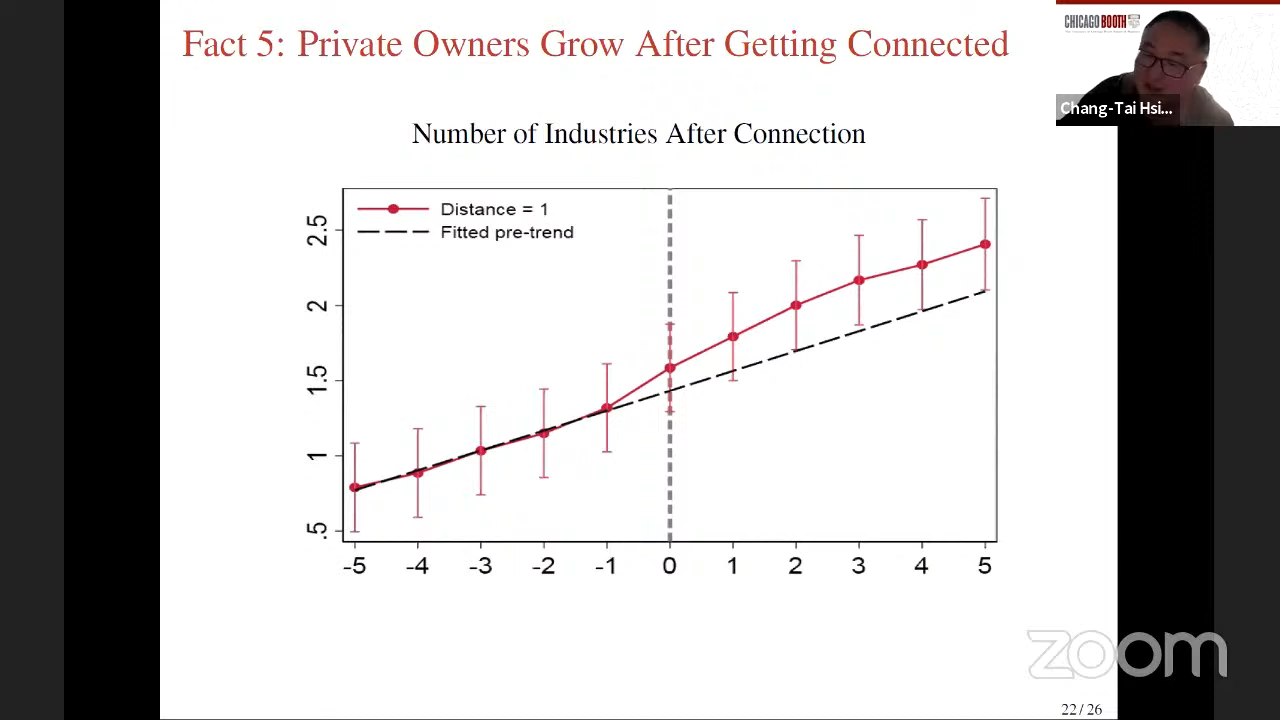 Fact 5: Private Owners Grow After Getting Connected
CHICAGO BOOTH
Chang-Tai Hsi...
Number of Industries After Connection
Distance = 1
Fitted pre-trend
2.5
2
1.5
1
.5
-5 -4 -3 -2 -1 0 1 2 3 4 5
zoom
22 / 26